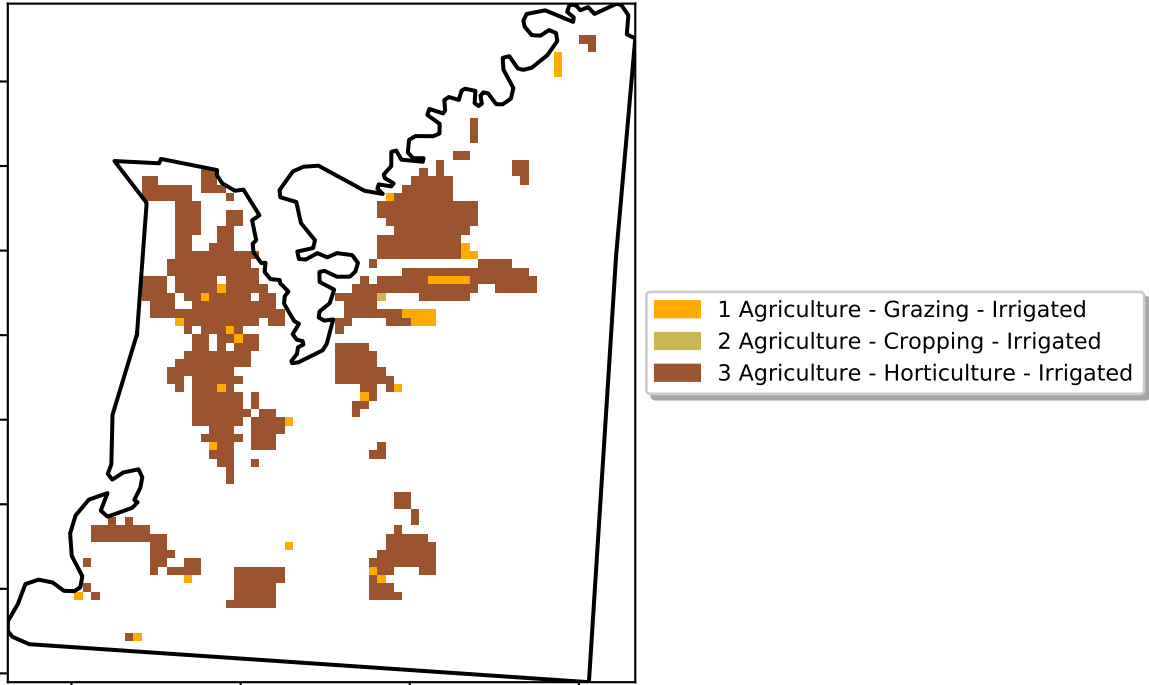 1 Agriculture - Grazing - Irrigated
2 Agriculture - Cropping - Irrigated
3 Agriculture - Horticulture - Irrigated